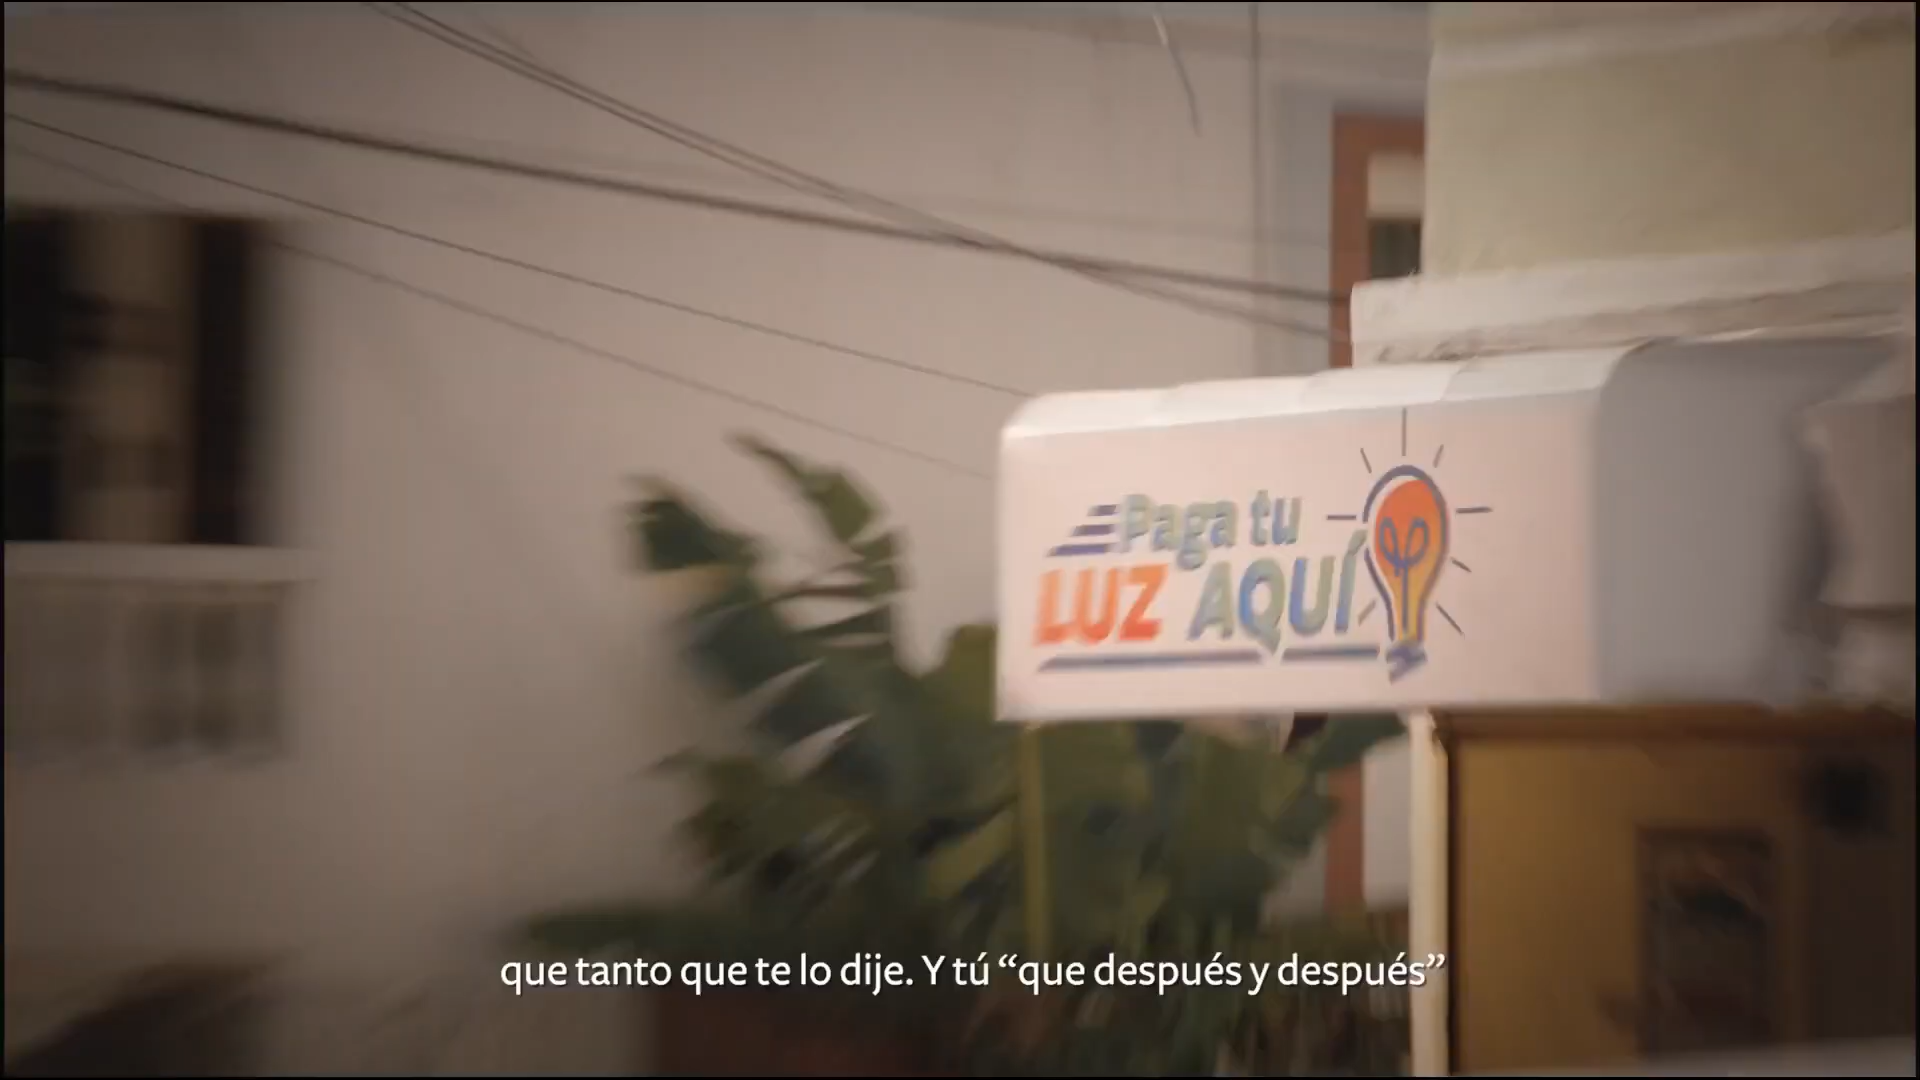 Paga tu
LUZ AQUÍ
que tanto que te lo dije. Y tú “que después y después”